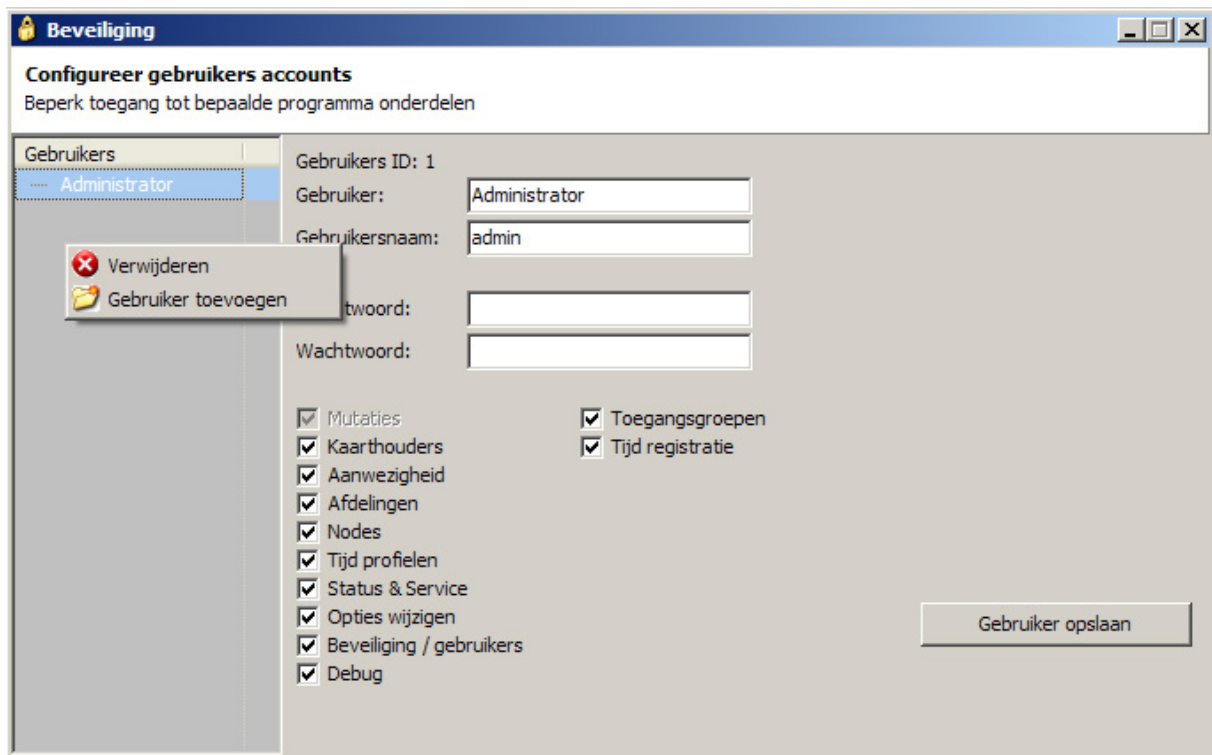 Beveiliging
Configureer gebruikers accounts
Beperk toegang tot bepaalde programma onderdelen
Gebruikers
Administrator
Verwijderen
Gebruiker toevoegen
Gebruikers ID: 1
Gebruiker: Administrator
Gebruikersnaam: admin
twoord:
Wachtwoord:
Mutaties
Kaarthouders
Aanwezigheid
Afdelingen
Nodes
Tijd profielen
Status & Service
Opties wijzigen
Beveiliging / gebruikers
Debug
Toegangsgroepen
Tijd registratie
Gebruiker opslaan